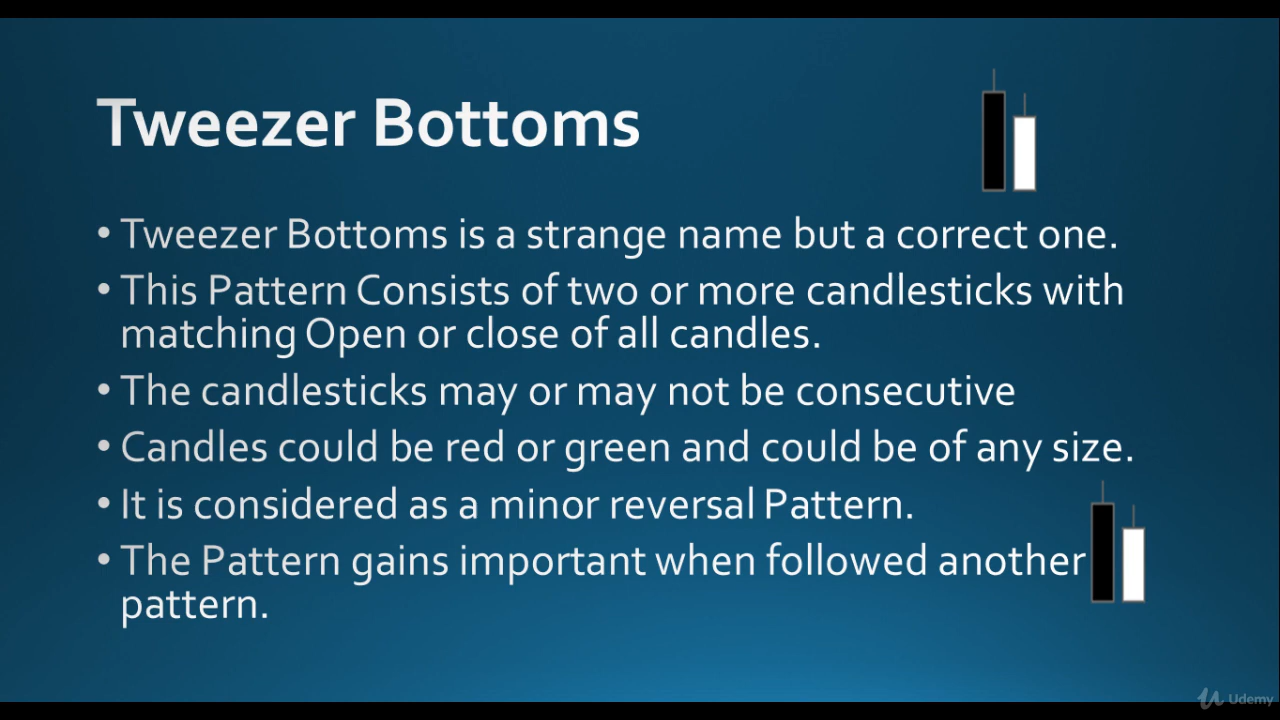 Tweezer Bottoms
• Tweezer Bottoms is a strange name but a correct one.
• This Pattern Consists of two or more candlesticks with
matching Open or close of all candles.
• The candlesticks may or may not be consecutive
• Candles could be red or green and could be of any size.
• It is considered as a minor reversal Pattern.
• The Pattern gains important when followed another
pattern.
Udemy